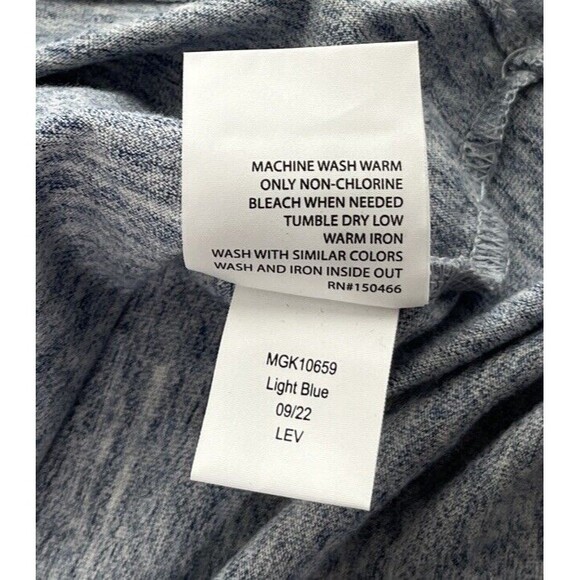 MACHINE WASH WARM
ONLY NON-CHLORINE
BLEACH WHEN NEEDED
TUMBLE DRY LOW
WARM IRON
WASH WITH SIMILAR COLORS
WASH AND IRON INSIDE OUT
RN#150466
MGK10659
Light Blue
09/22
LEV